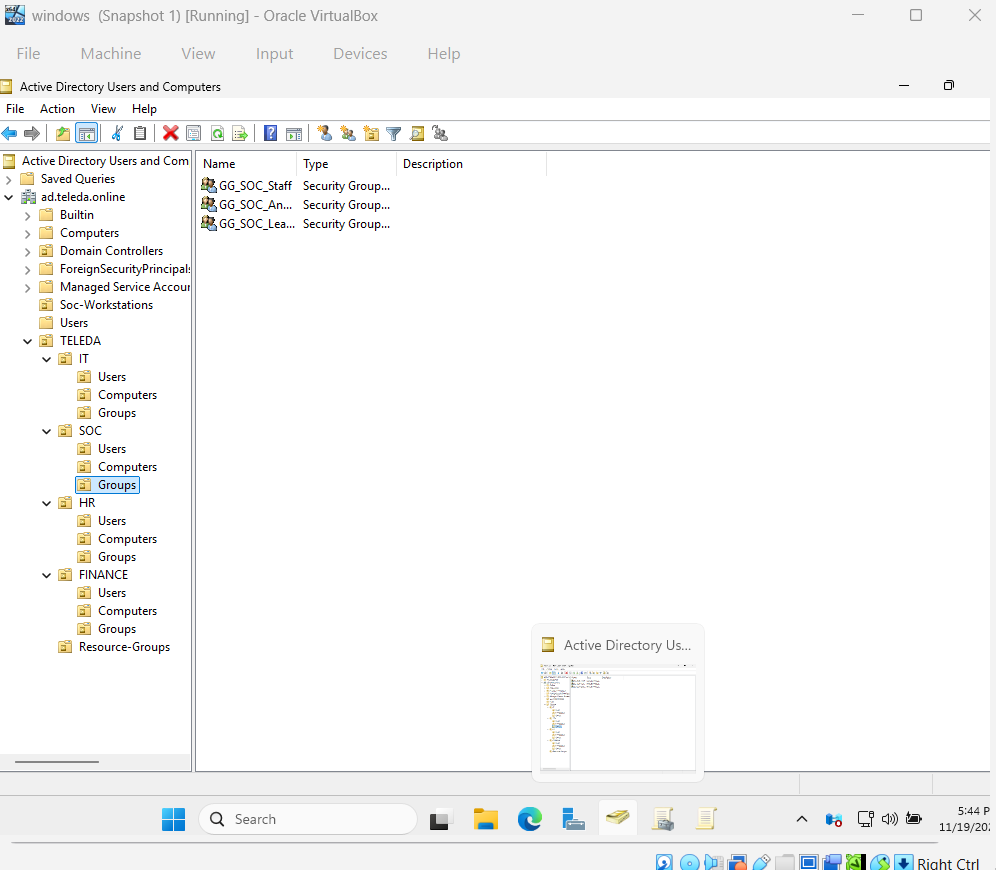 windows (Snapshot 1) [Running] - Oracle VirtualBox
File Machine View Input Devices Help
Active Directory Users and Computers
File Action View Help
Active Directory Users and Com
Saved Queries
ad.teleda.online
Builtin
Computers
Domain Controllers
ForeignSecurityPrincipals
Managed Service Accour
Soc-Workstations
Users
TELEDA
IT
Users
Computers
Groups
SOC
Users
Computers
Groups
HR
Users
Computers
Groups
FINANCE
Users
Computers
Groups
Resource-Groups
Name Type Description
GG_SOC_Staff Security Group...
GG_SOC_An... Security Group...
GG_SOC_Lea... Security Group...
Active Directory Us...
Search
5:44 P
11/19/202
Right Ctrl